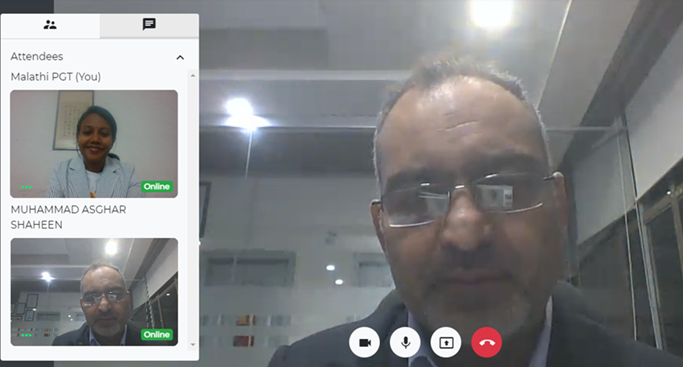 Attendees
Malathi PGT (You)
Online
MUHAMMAD ASGHAR
SHAHEEN
Online